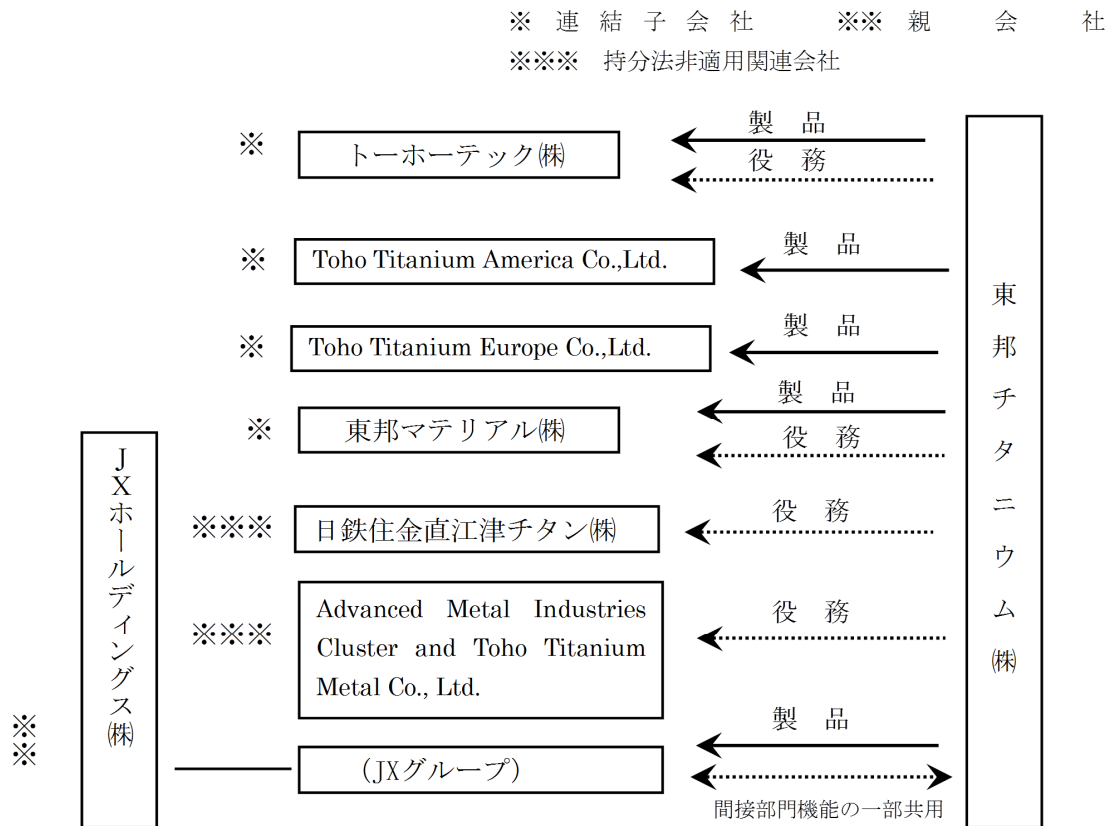 ※ 連 結 子 会 社　※※ 親 会 社
※※※ 持分法非適用関連会社
※ トーホーテック㈱
製 品
役 務
※ Toho Titanium America Co.,Ltd.
製 品
※ Toho Titanium Europe Co.,Ltd.
製 品
※ 東邦マテリアル㈱
製 品
役 務
※※※ 日鉄住金直江津チタン㈱
役 務
※※※
Advanced Metal Industries
Cluster and Toho Titanium
Metal Co., Ltd.
役 務
(JXグループ)
製 品
間接部門機能の一部共用
※※
JXホールディングス㈱
東邦チタニウム㈱